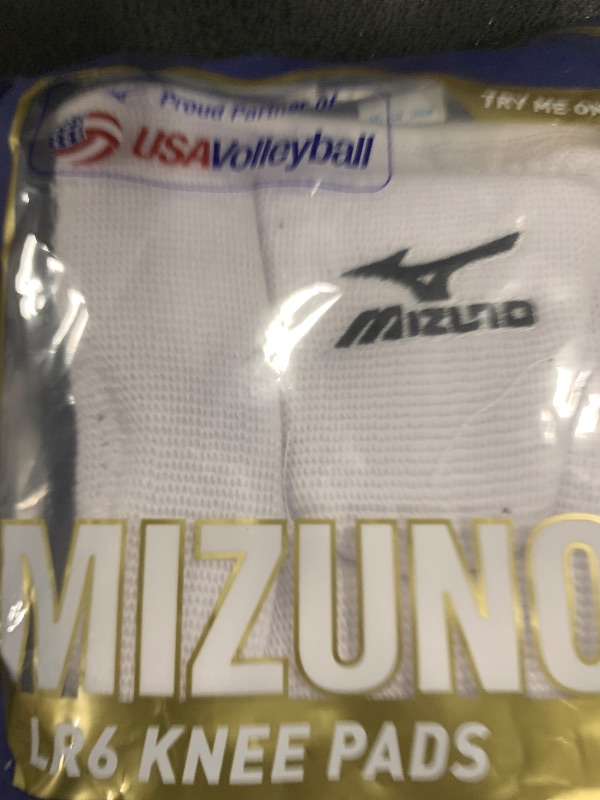 Proud Partner of
USAVolleyball
TRY ME ON
MIZUNO
MIZUNO
LR6 KNEE PADS